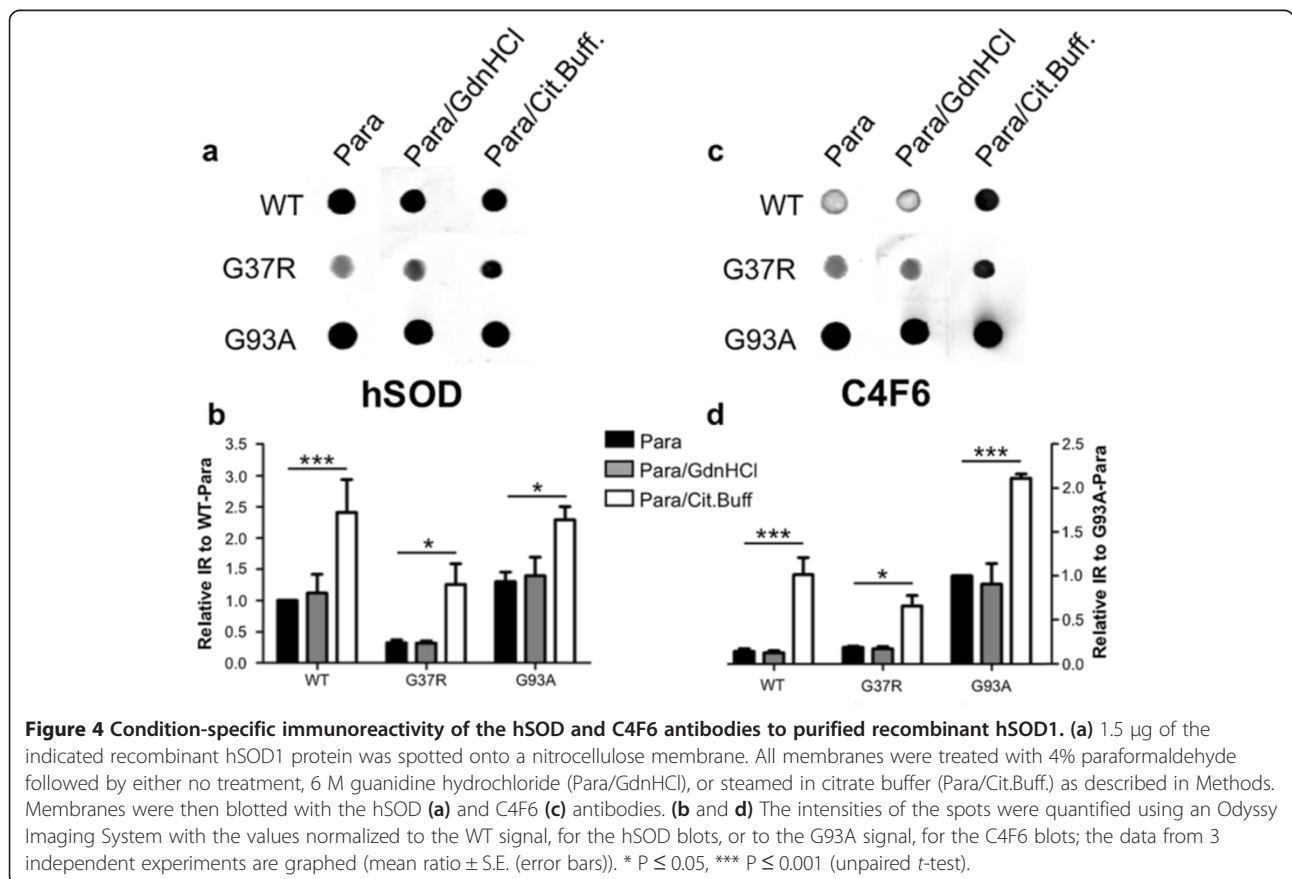 a
Para
Para/GdnHCl
Para/Cit.Buff.
WT
G37R
G93A
hSOD
c
Para
Para/GdnHCl
Para/Cit.Buff.
WT
G37R
G93A
C4F6
b
Relative IR to WT-Para
3.5
3.0
2.5
2.0
1.5
1.0
0.5
0.0
***
*
*
WT
G37R
G93A
Para
Para/GdnHCl
Para/Cit.Buff
d
***
*
***
2.5
2.0
1.5
1.0
0.5
0.0
Relative IR to G93A-Para
WT
G37R
G93A
Figure 4 Condition-specific immunoreactivity of the hSOD and C4F6 antibodies to purified recombinant hSOD1. (a) 1.5 μg of the
indicated recombinant hSOD1 protein was spotted onto a nitrocellulose membrane. All membranes were treated with 4% paraformaldehyde
followed by either no treatment, 6 M guanidine hydrochloride (Para/GdnHCl), or steamed in citrate buffer (Para/Cit.Buff.) as described in Methods.
Membranes were then blotted with the hSOD (a) and C4F6 (c) antibodies. (b and d) The intensities of the spots were quantified using an Odyssy
Imaging System with the values normalized to the WT signal, for the hSOD blots, or to the G93A signal, for the C4F6 blots; the data from 3
independent experiments are graphed (mean ratio ± S.E. (error bars)). * P ≤ 0.05, *** P ≤ 0.001 (unpaired t-test).